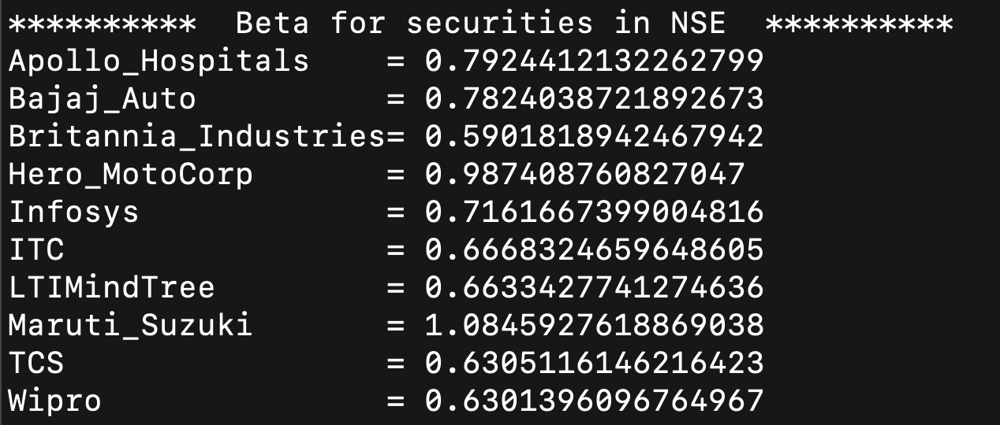 ********** Beta for securities in NSE **********
Apollo_Hospitals    = 0.7924412132262799
Bajaj_Auto          = 0.7824038721892673
Britannia_Industries= 0.5901818942467942
Hero_MotoCorp       = 0.987408760827047
Infosys             = 0.7161667399004816
ITC                 = 0.6668324659648605
LTIMindTree         = 0.6633427741274636
Maruti_Suzuki       = 1.0845927618869038
TCS                 = 0.6305116146216423
Wipro               = 0.6301396096764967